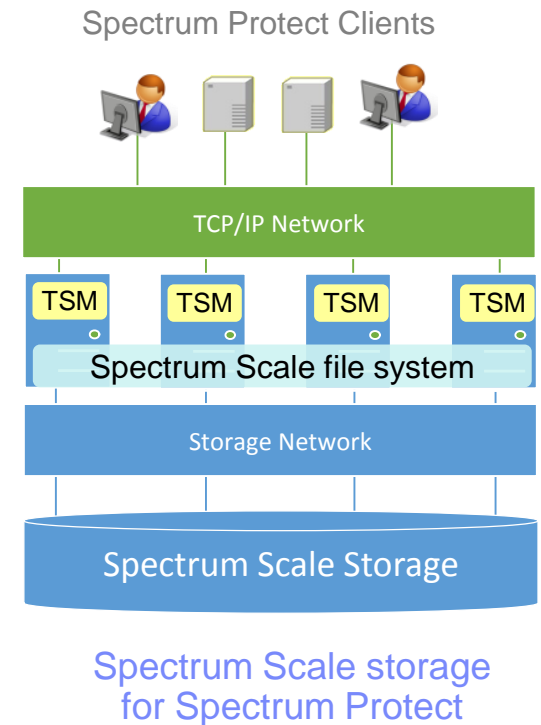 Spectrum Protect Clients
TCP/IP Network
TSM TSM TSM TSM
Spectrum Scale file system
Storage Network
Spectrum Scale Storage
Spectrum Scale storage
for Spectrum Protect